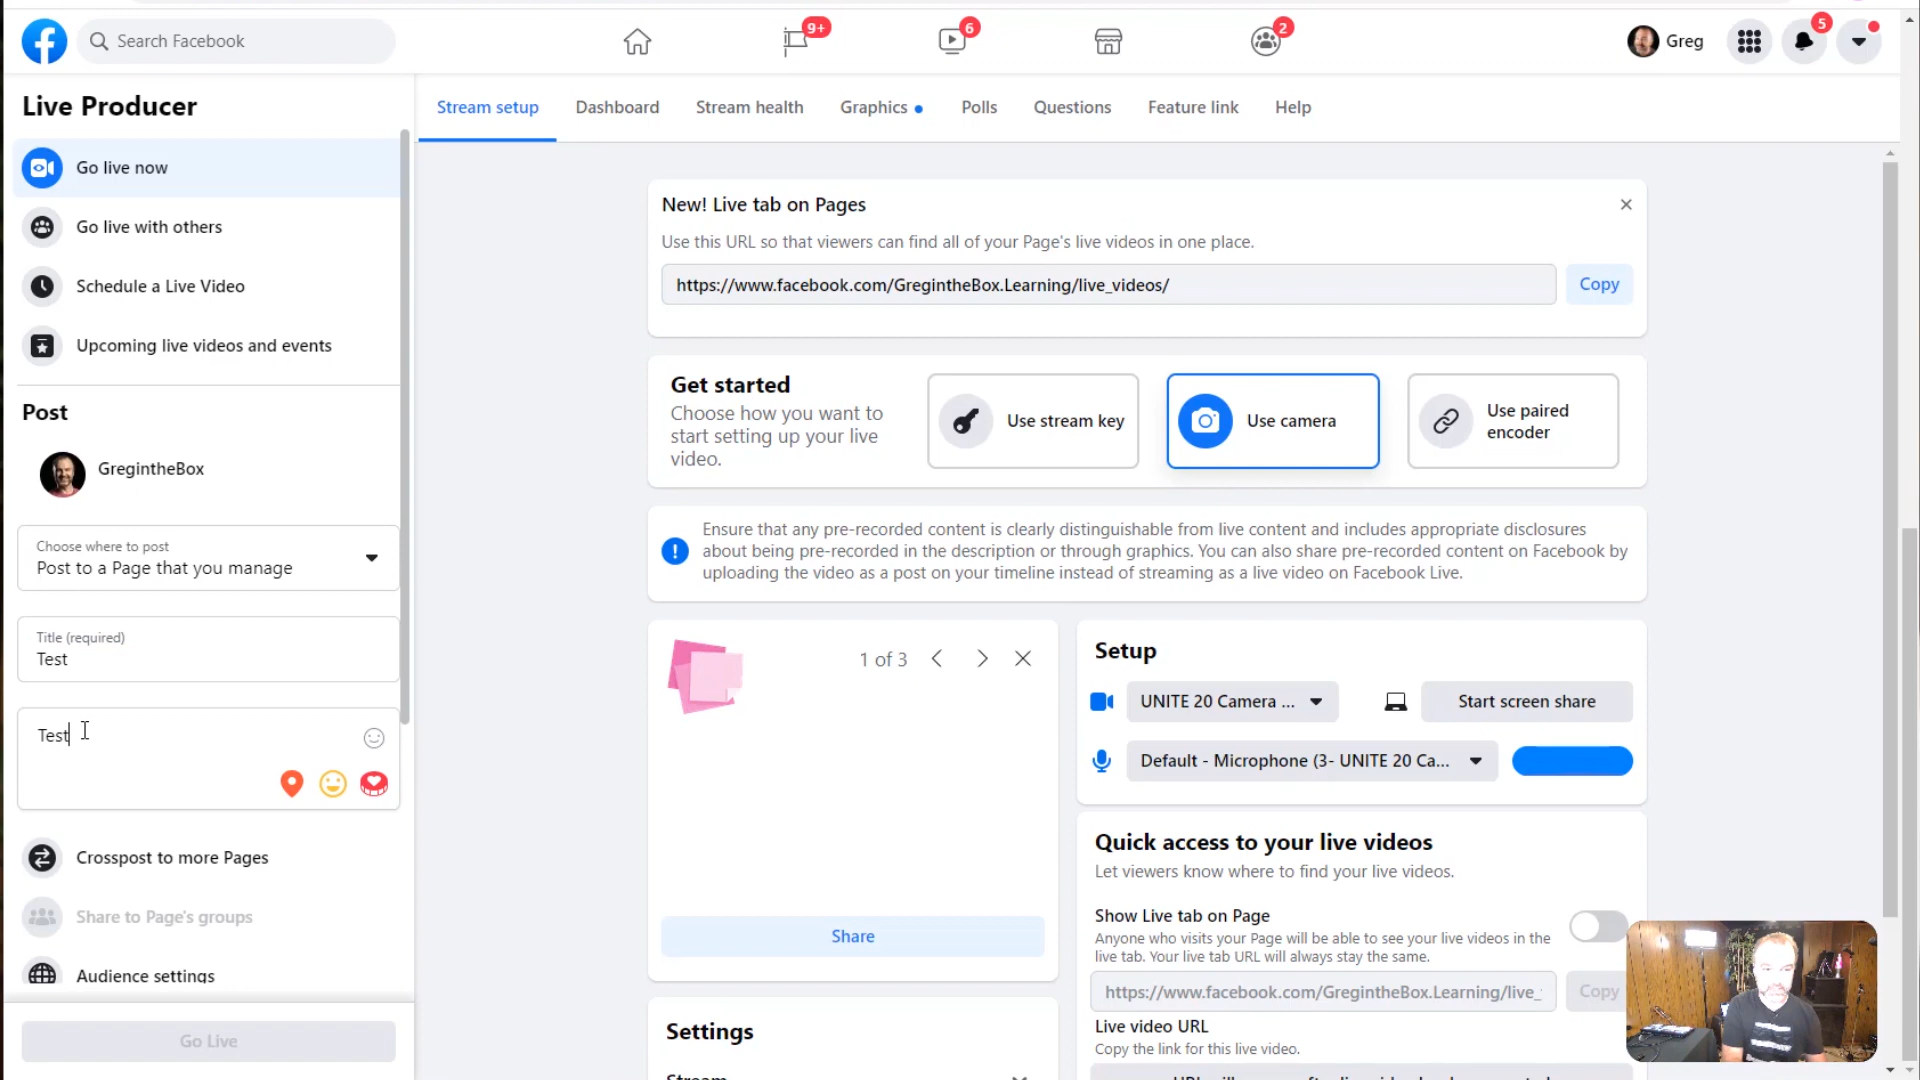 Search Facebook
9+
6
2
Greg
5
Live Producer
Go live now
Go live with others
Schedule a Live Video
Upcoming live videos and events
Post
GregintheBox
Choose where to post
Post to a Page that you manage
Title (required)
Test
Test
Crosspost to more Pages
Share to Page's groups
Audience settings
Go Live
Stream setup
Dashboard
Stream health
Graphics
Polls
Questions
Feature link
Help
New! Live tab on Pages
Use this URL so that viewers can find all of your Page's live videos in one place.
https://www.facebook.com/GregintheBox.Learning/live_videos/
Copy
Get started
Choose how you want to
start setting up your live
video.
Use stream key
Use camera
Use paired
encoder
Ensure that any pre-recorded content is clearly distinguishable from live content and includes appropriate disclosures
about being pre-recorded in the description or through graphics. You can also share pre-recorded content on Facebook by
uploading the video as a post on your timeline instead of streaming as a live video on Facebook Live.
1 of 3
Share
Settings
Stream
Setup
UNITE 20 Camera ...
Start screen share
Default - Microphone (3- UNITE 20 Ca...
Quick access to your live videos
Let viewers know where to find your live videos.
Show Live tab on Page
Anyone who visits your Page will be able to see your live videos in the
live tab. Your live tab URL will always stay the same.
https://www.facebook.com/GregintheBox.Learning/live_
Copy
Live video URL
Copy the link for this live video.